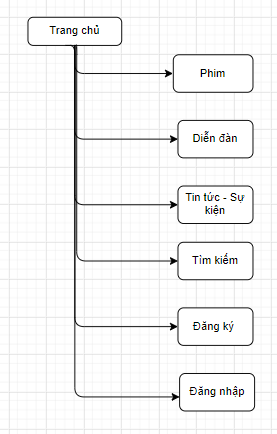 Trang chủ
Phim
Diễn đàn
Tin tức - Sự
kiện
Tìm kiếm
Đăng ký
Đăng nhập